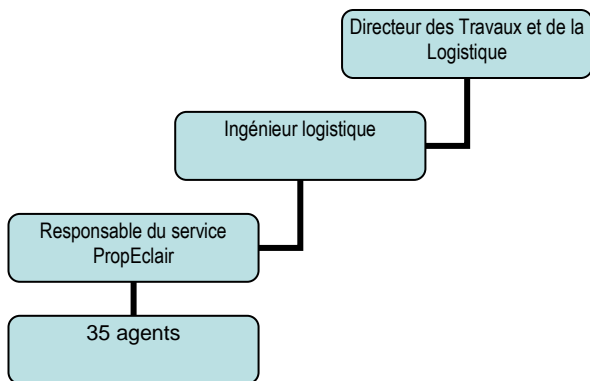 Directeur des Travaux et de la
Logistique
Ingénieur logistique
Responsable du service
PropEclair
35 agents